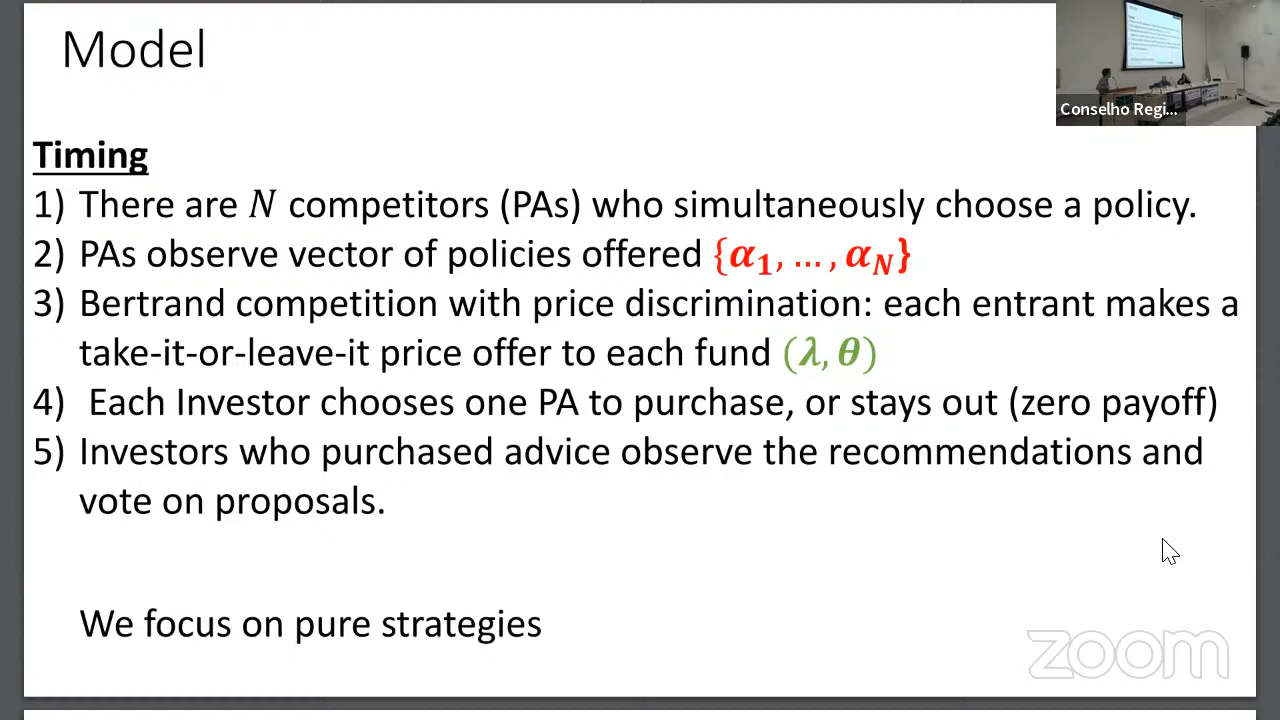 Model
Conselho Regi...
Timing
1) There are N competitors (PAs) who simultaneously choose a policy.
2) PAs observe vector of policies offered {α1, … , αN}
3) Bertrand competition with price discrimination: each entrant makes a
take-it-or-leave-it price offer to each fund (λ, θ)
4) Each Investor chooses one PA to purchase, or stays out (zero payoff)
5) Investors who purchased advice observe the recommendations and
vote on proposals.
We focus on pure strategies
zoom